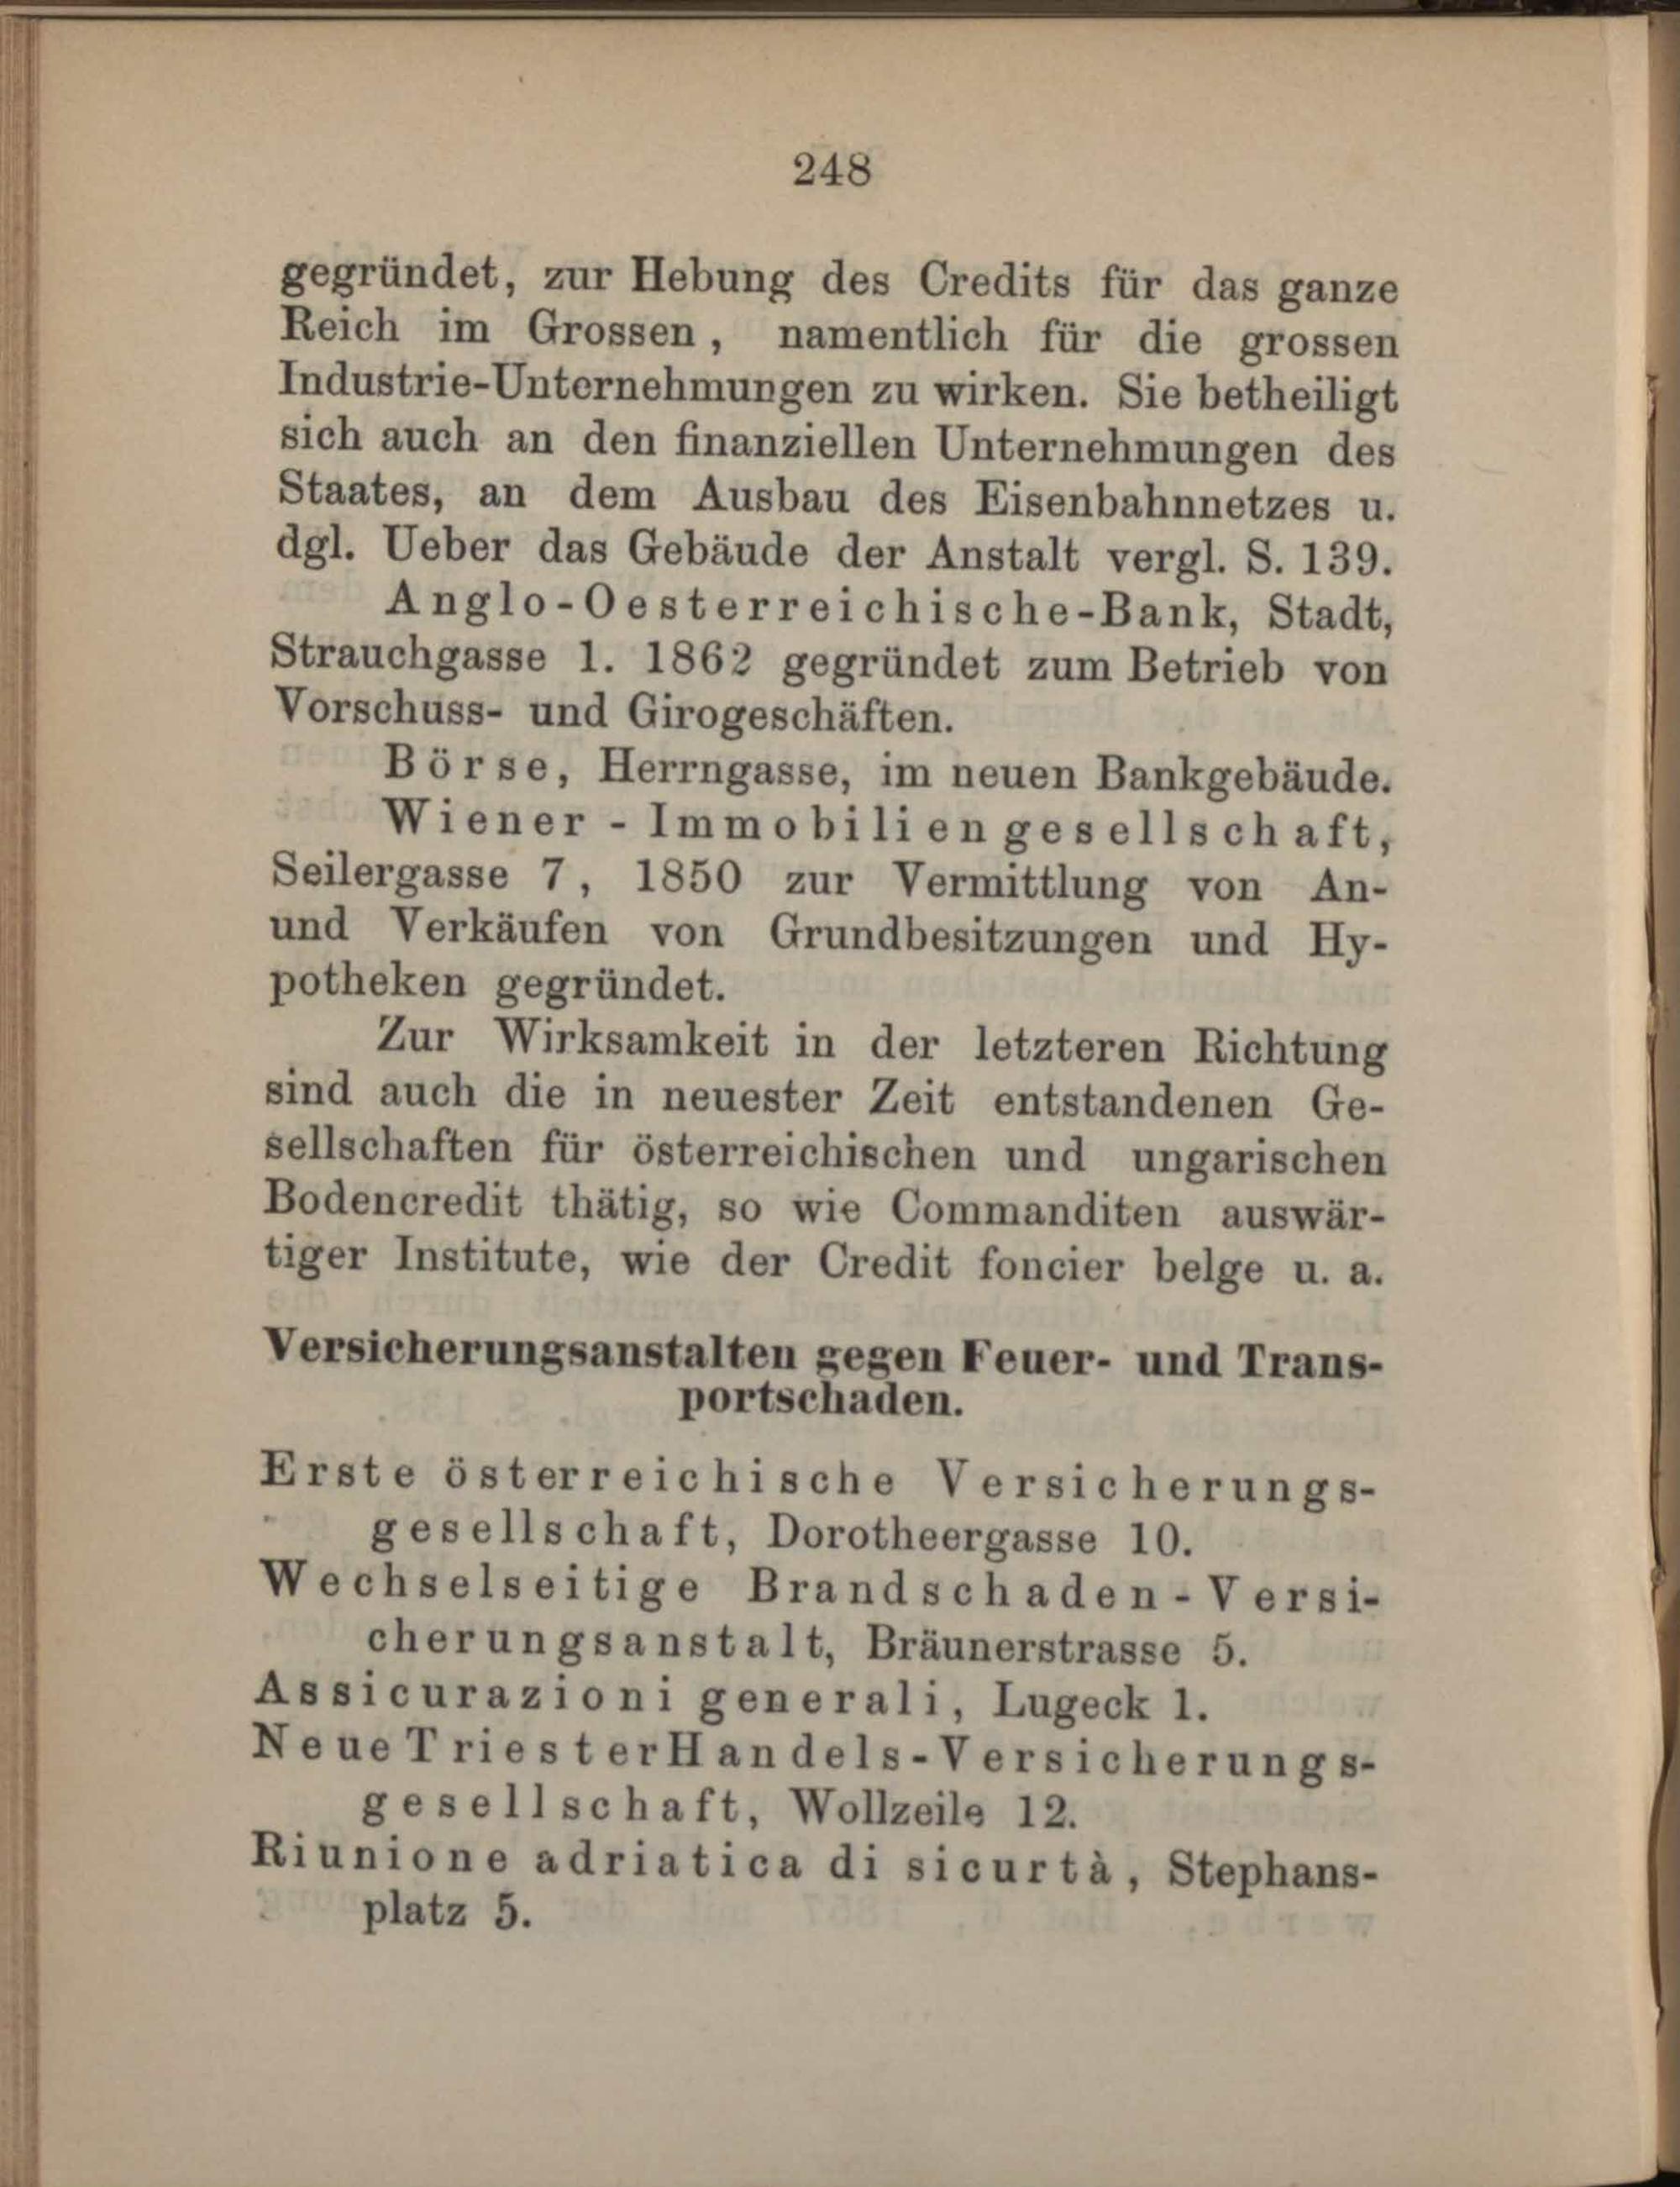 248
gegründet, zur Hebung des Credits für das ganze
Reich im Grossen, namentlich für die grossen
Industrie-Unternehmungen zu wirken. Sie betheiligt
sich auch an den finanziellen Unternehmungen des
Staates, an dem Ausbau des Eisenbahnnetzes u.
dgl. Ueber das Gebäude der Anstalt vergl. S. 139.
Anglo-Oesterreichische-Bank, Stadt,
Strauchgasse 1. 1862 gegründet zum Betrieb von
Vorschuss- und Girogeschäften.
Börse, Herrngasse, im neuen Bankgebäude.
Wiener - Immobiliengesellschaft,
Seilergasse 7, 1850 zur Vermittlung von An-
und Verkäufen von Grundbesitzungen und Hy-
potheken gegründet.
Zur Wirksamkeit in der letzteren Richtung
sind auch die in neuester Zeit entstandenen Ge-
sellschaften für österreichischen und ungarischen
Bodencredit thätig, so wie Commanditen auswär-
tiger Institute, wie der Credit foncier belge u. a.
Versicherungsanstalten gegen Feuer- und Trans-
portschaden.
Erste österreichische Versicherungs-
gesellschaft, Dorotheergasse 10.
Wechselseitige Brandschaden-Versi-
cherungsanstalt, Bräunerstrasse 5.
Assicurazioni generali, Lugeck 1.
Neue Triester Handels-Versicherungs-
gesellschaft, Wollzeile 12.
Riunione adriatica di sicurtà, Stephans-
platz 5.